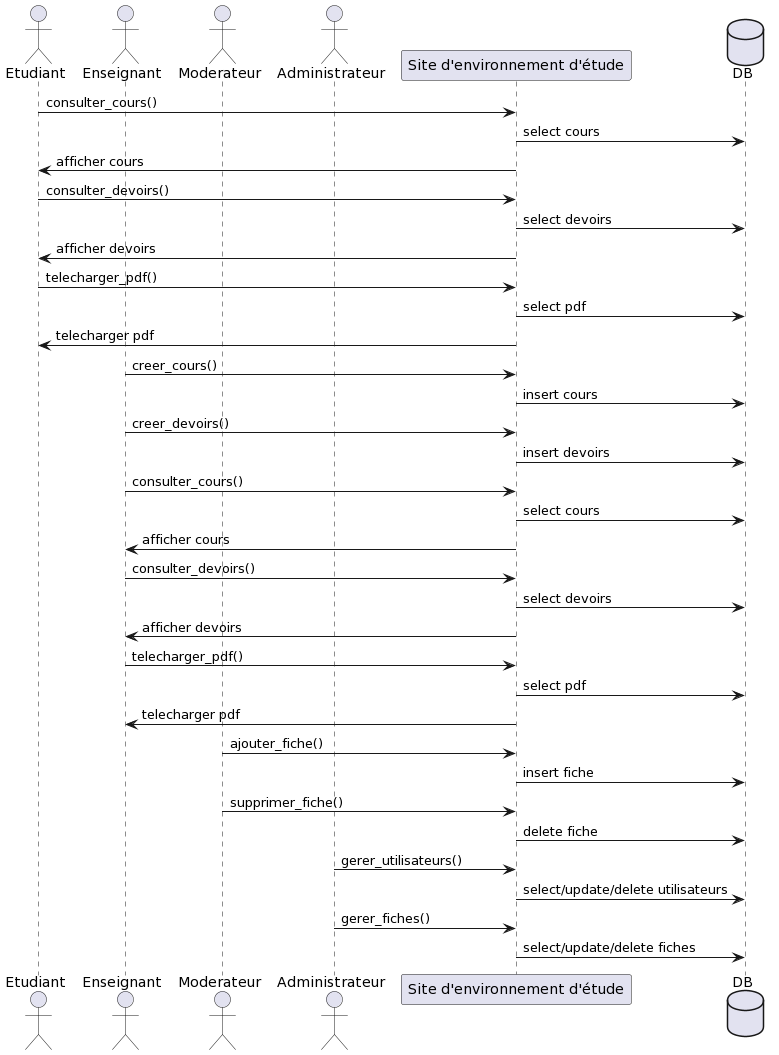 Etudiant Enseignant Moderateur Administrateur Site d'environnement d'étude DB
consulter_cours()
select cours
afficher cours
consulter_devoirs()
select devoirs
afficher devoirs
telecharger_pdf()
select pdf
telecharger pdf
creer_cours()
insert cours
creer_devoirs()
insert devoirs
consulter_cours()
select cours
afficher cours
consulter_devoirs()
select devoirs
afficher devoirs
telecharger_pdf()
select pdf
telecharger pdf
ajouter_fiche()
insert fiche
supprimer_fiche()
delete fiche
gerer_utilisateurs()
select/update/delete utilisateurs
gerer_fiches()
select/update/delete fiches
Etudiant Enseignant Moderateur Administrateur Site d'environnement d'étude DB